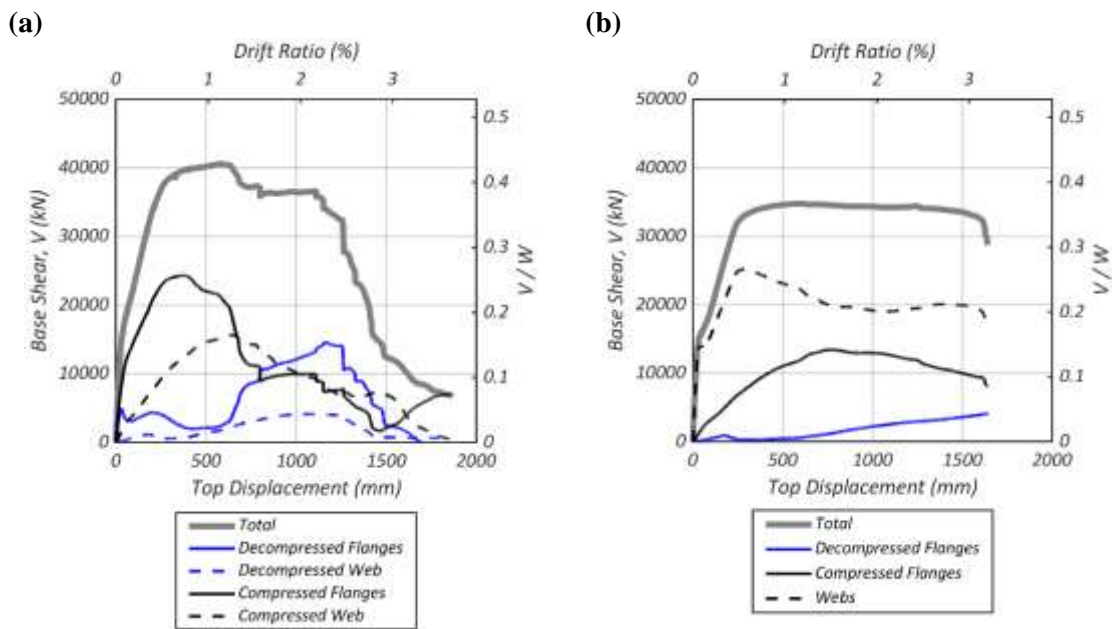 (a)
Drift Ratio (%)
0 1 2 3
50000
40000
30000
20000
10000
0
Base Shear, V (kN)
0.5
0.4
0.3
0.2
0.1
0
V / W
0 500 1000 1500 2000
Top Displacement (mm)
Total
Decompressed Flanges
Decompressed Web
Compressed Flanges
Compressed Web
(b)
Drift Ratio (%)
0 1 2 3
50000
40000
30000
20000
10000
0
Base Shear, V (kN)
0.5
0.4
0.3
0.2
0.1
0
V / W
0 500 1000 1500 2000
Top Displacement (mm)
Total
Decompressed Flanges
Compressed Flanges
Webs